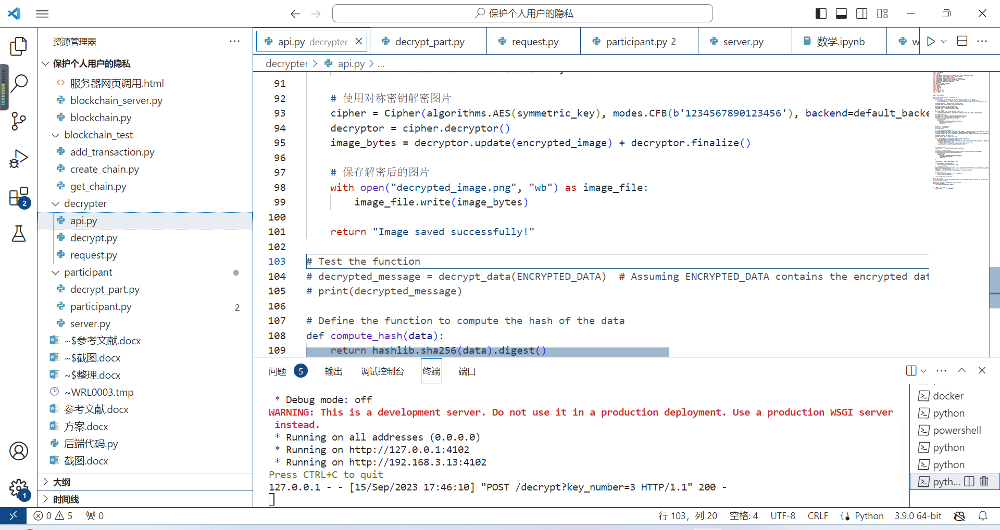 保护个人用户的隐私
资源管理器
保护个人用户的隐私
服务器网页调用.html
blockchain_server.py
blockchain.py
blockchain_test
add_transaction.py
create_chain.py
get_chain.py
decrypter
api.py
decrypt.py
request.py
participant
decrypt_part.py
participant.py 2
server.py
~$参考文献.docx
~$截图.docx
~$整理.docx
~WRL0003.tmp
参考文献.docx
方案.docx
后端代码.py
截图.docx
大纲
时间线
2
1
api.py decrypter
decrypt_part.py
request.py
participant.py 2
server.py
数学.ipynb
w
decrypter > api.py > ...
91
92 # 使用对称密钥解密图片
93 cipher = Cipher(algorithms.AES(symmetric_key), modes.CFB(b'1234567890123456'), backend=default_backe
94 decryptor = cipher.decryptor()
95 image_bytes = decryptor.update(encrypted_image) + decryptor.finalize()
96
97 # 保存解密后的图片
98 with open("decrypted_image.png", "wb") as image_file:
99 image_file.write(image_bytes)
100
101 return "Image saved successfully!"
102
103 # Test the function
104 # decrypted_message = decrypt_data(ENCRYPTED_DATA)  # Assuming ENCRYPTED_DATA contains the encrypted dat
105 # print(decrypted_message)
106
107 # Define the function to compute the hash of the data
108 def compute_hash(data):
109 return hashlib.sha256(data).digest()
问题 5 输出 调试控制台 终端 端口
* Debug mode: off
WARNING: This is a development server. Do not use it in a production deployment. Use a production WSGI server
instead.
* Running on all addresses (0.0.0.0)
* Running on http://127.0.0.1:4102
* Running on http://192.168.3.13:4102
Press CTRL+C to quit
127.0.0.1 - - [15/Sep/2023 17:46:10] "POST /decrypt?key_number=3 HTTP/1.1" 200 -
docker
python
powershell
python
python
pyth...
0 5 0
行 103，列 20 空格: 4 UTF-8 CRLF Python 3.9.0 64-bit